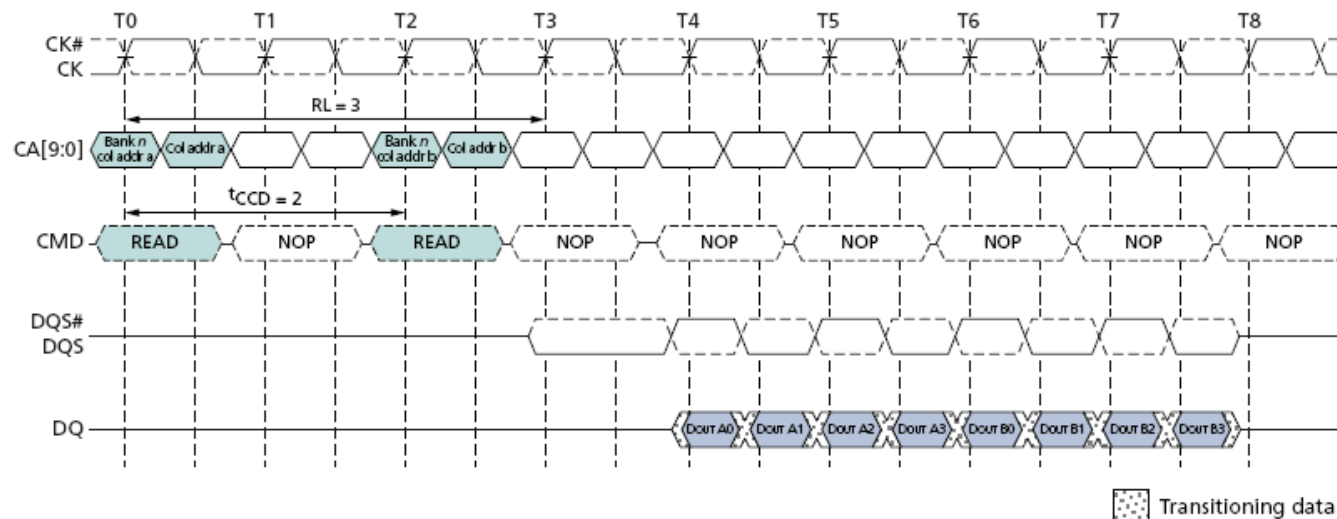 T0 T1 T2 T3 T4 T5 T6 T7 T8
CK#
CK
RL = 3
CA[9:0] Bank n col addr a Col addr a Bank n col addr b Col addr b
tCCD = 2
CMD READ NOP READ NOP NOP NOP NOP NOP NOP
DQS#
DQS
DQ DOUT A0 DOUT A1 DOUT A2 DOUT A3 DOUT B0 DOUT B1 DOUT B2 DOUT B3
Transitioning data